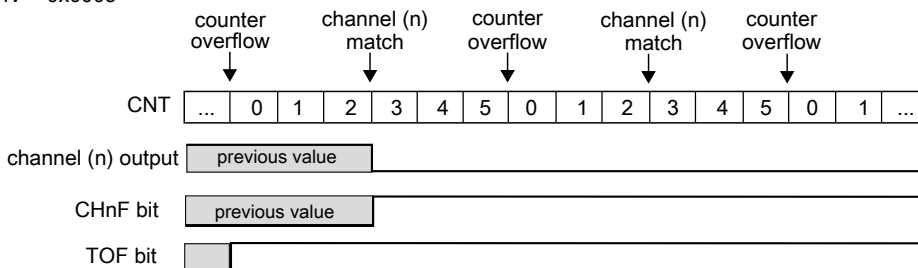 counter overflow channel (n) match counter overflow channel (n) match counter overflow
CNT ... 0 1 2 3 4 5 0 1 2 3 4 5 0 1 ...
channel (n) output previous value
CHnF bit previous value
TOF bit